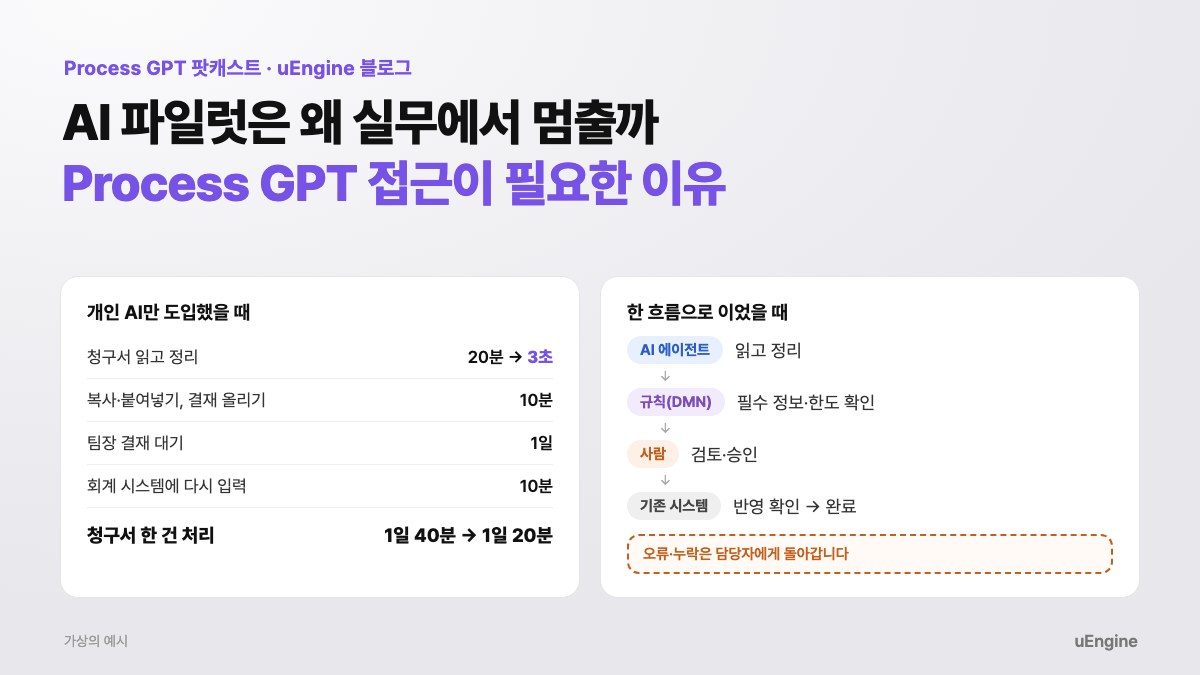 Process GPT 팟캐스트 · uEngine 블로그
AI 파일럿은 왜 실무에서 멈출까
Process GPT 접근이 필요한 이유
개인 AI만 도입했을 때
청구서 읽고 정리 20분 → 3초
복사·붙여넣기, 결재 올리기 10분
팀장 결재 대기 1일
회계 시스템에 다시 입력 10분
청구서 한 건 처리 1일 40분 → 1일 20분
한 흐름으로 이었을 때
AI 에이전트 읽고 정리
↓
규칙(DMN) 필수 정보·한도 확인
↓
사람 검토·승인
↓
기존 시스템 반영 확인 → 완료
오류·누락은 담당자에게 돌아갑니다
가상의 예시
uEngine